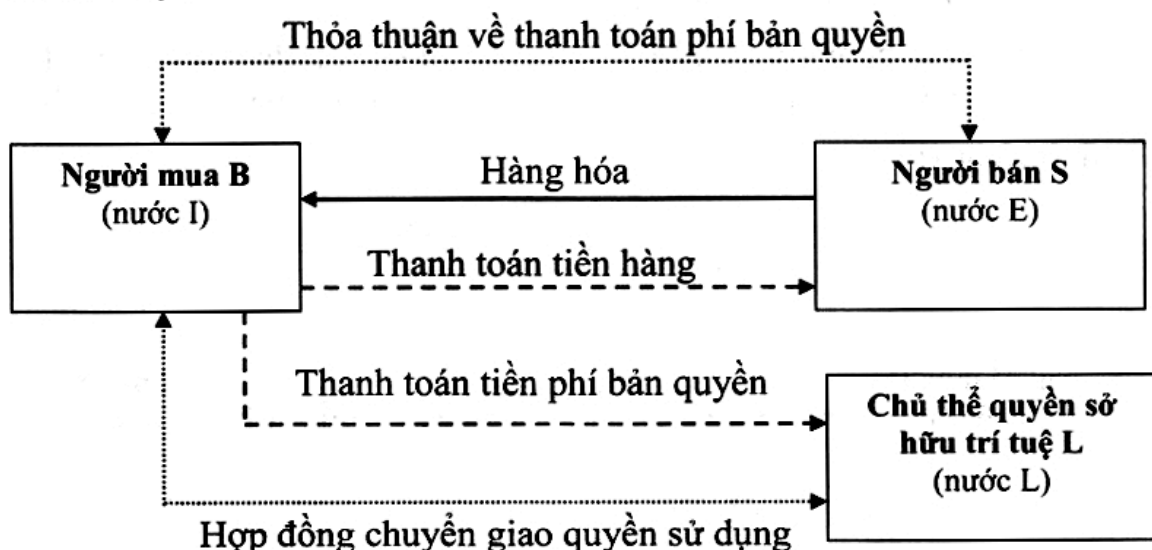 Thỏa thuận về thanh toán phí bản quyền
Người mua B
(nước I)
Hàng hóa
Người bán S
(nước E)
Thanh toán tiền hàng
Thanh toán tiền phí bản quyền
Chủ thể quyền sở
hữu trí tuệ L
(nước L)
Hợp đồng chuyển giao quyền sử dụng